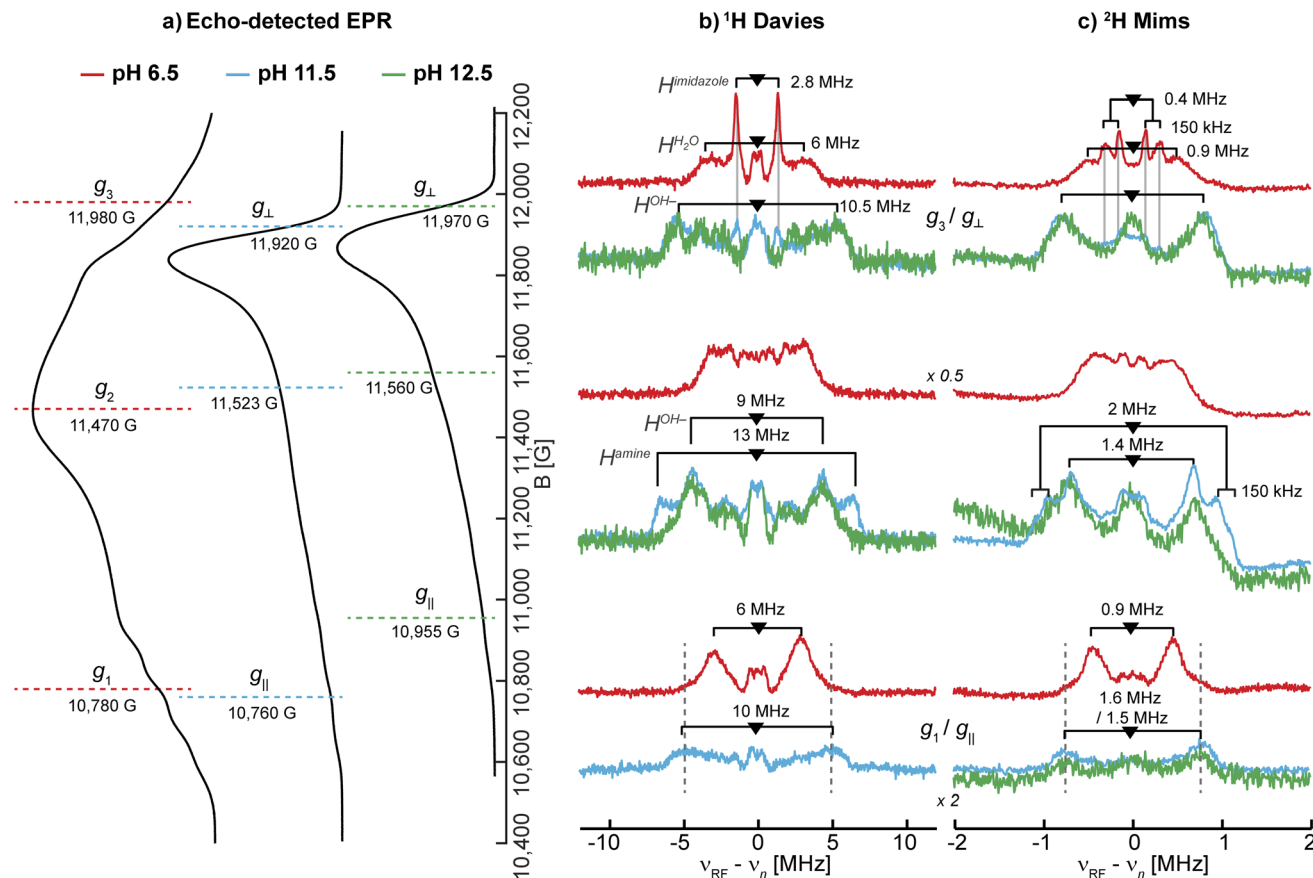 a) Echo-detected EPR
pH 6.5 pH 11.5 pH 12.5
g3
11,980 G
g⊥
11,920 G
g⊥
11,970 G
g2
11,470 G
11,523 G
11,560 G
g||
10,955 G
g1
10,780 G
g||
10,760 G
12,200
12,000
11,800
11,600
11,400
11,200
11,000
10,800
10,600
10,400
B [G]
b) ¹H Davies
H^imidazole
2.8 MHz
H^H2O
6 MHz
H^OH–
10.5 MHz
9 MHz
H^OH–
13 MHz
H^amine
6 MHz
10 MHz
-10 -5 0 5 10
νRF - νn [MHz]
g3 / g⊥
x 0.5
g1 / g||
x 2
c) ²H Mims
0.4 MHz
150 kHz
0.9 MHz
2 MHz
1.4 MHz
150 kHz
0.9 MHz
1.6 MHz
/ 1.5 MHz
-2 -1 0 1 2
νRF - νn [MHz]